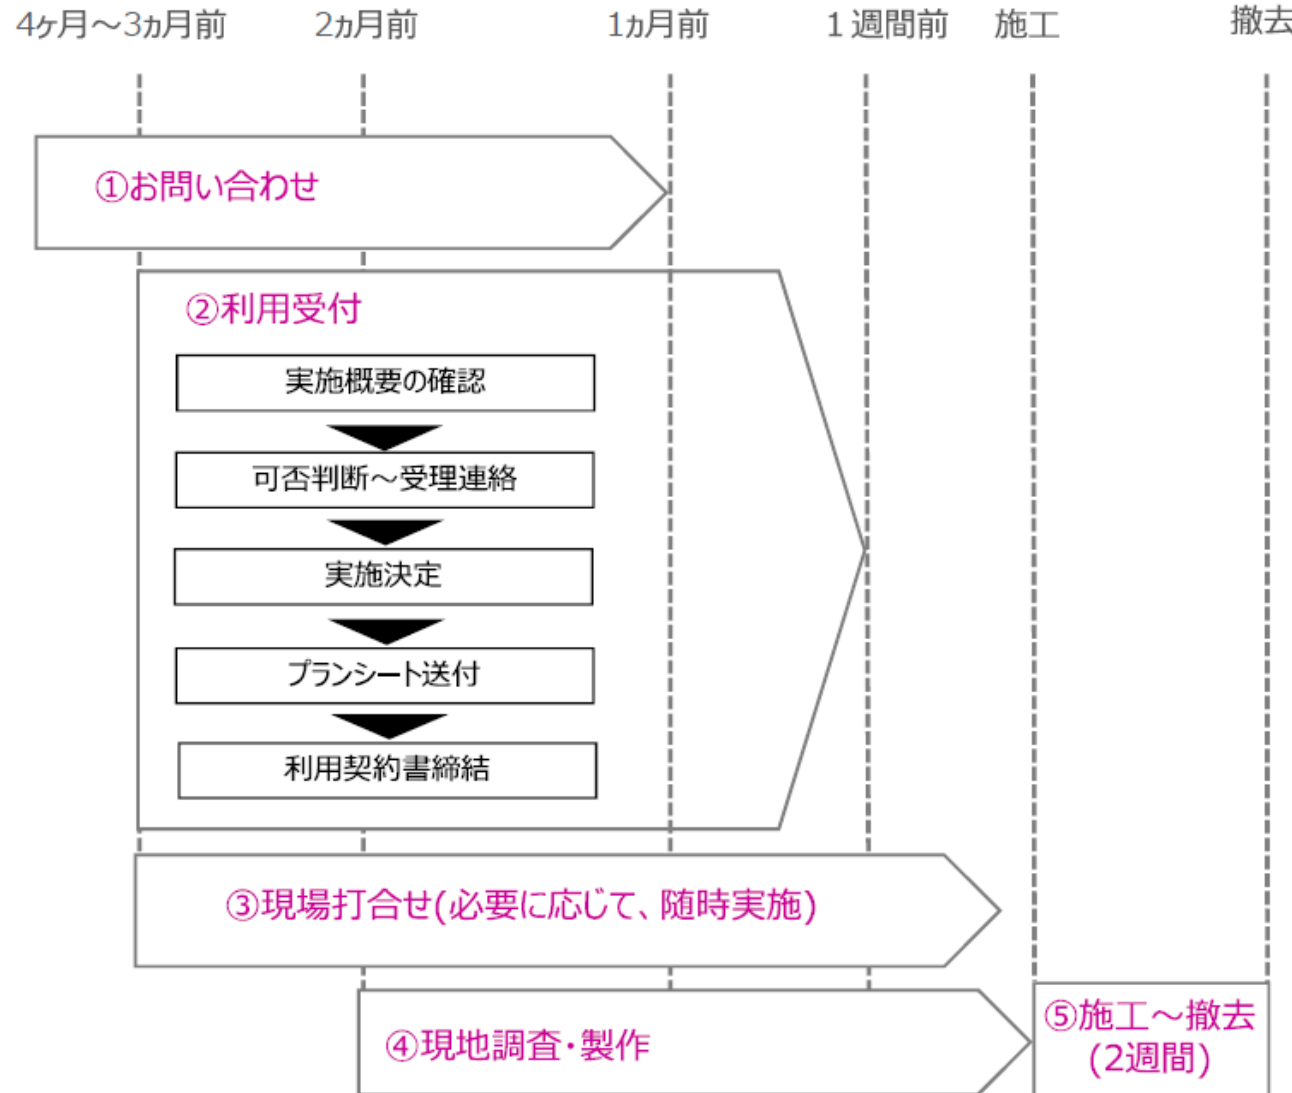 4ヶ月～3ヵ月前 2ヵ月前 1ヵ月前 1週間前 施工 撤去
①お問い合わせ
②利用受付
実施概要の確認
可否判断～受理連絡
実施決定
プランシート送付
利用契約書締結
③現場打合せ(必要に応じて、随時実施)
④現地調査・製作
⑤施工～撤去
(2週間)